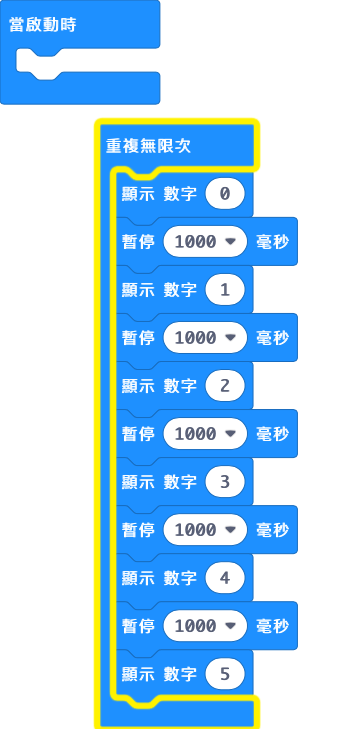 當啟動時
重複無限次
顯示 數字 0
暫停 1000 毫秒
顯示 數字 1
暫停 1000 毫秒
顯示 數字 2
暫停 1000 毫秒
顯示 數字 3
暫停 1000 毫秒
顯示 數字 4
暫停 1000 毫秒
顯示 數字 5